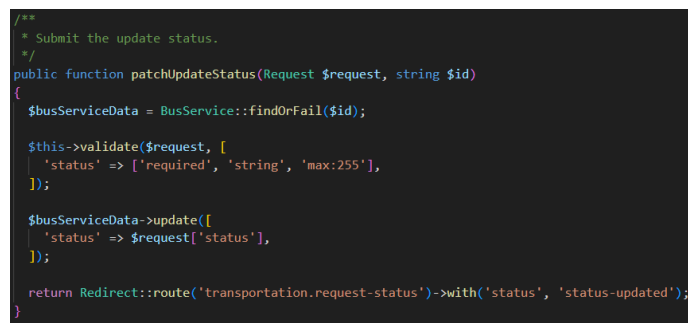 /**
 * Submit the update status.
 */
public function patchUpdateStatus(Request $request, string $id)
{
  $busServiceData = BusService::findOrFail($id);

  $this->validate($request, [
    'status' => ['required', 'string', 'max:255'],
  ]);

  $busServiceData->update([
    'status' => $request['status'],
  ]);

  return Redirect::route('transportation.request-status')->with('status', 'status-updated');
}